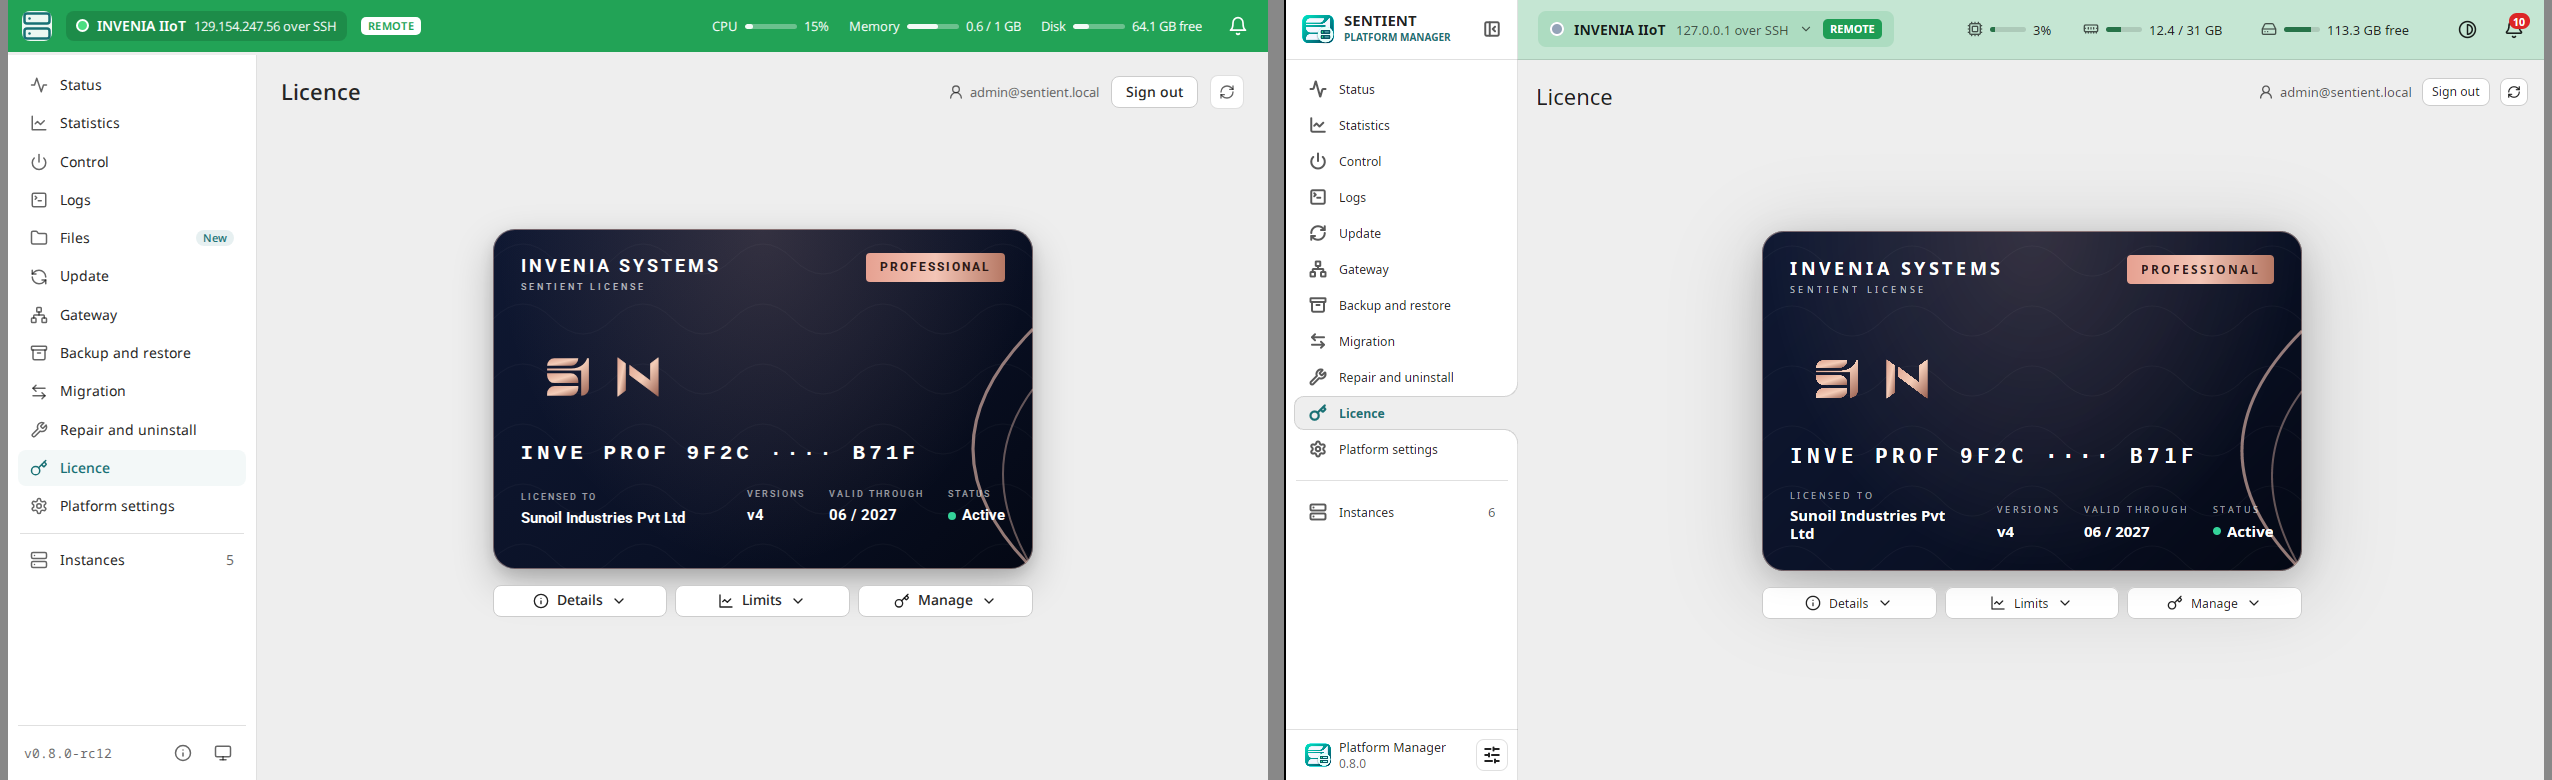 INVENIA IIoT 129.154.247.56 over SSH REMOTE CPU 15% Memory 0.6 / 1 GB Disk 64.1 GB free
Status
Statistics
Control
Logs
Files New
Update
Gateway
Backup and restore
Migration
Repair and uninstall
Licence
Platform settings
Instances 5
v0.8.0-rc12
Licence
admin@sentient.local Sign out
INVENIA SYSTEMS
SENTIENT LICENSE
PROFESSIONAL
INVE PROF 9F2C ···· B71F
LICENSED TO
Sunoil Industries Pvt Ltd
VERSIONS
v4
VALID THROUGH
06 / 2027
STATUS
Active
Details
Limits
Manage
SENTIENT
PLATFORM MANAGER
INVENIA IIoT 127.0.0.1 over SSH REMOTE 3% 12.4 / 31 GB 113.3 GB free 10
Status
Statistics
Control
Logs
Update
Gateway
Backup and restore
Migration
Repair and uninstall
Licence
Platform settings
Instances 6
Platform Manager
0.8.0
Licence
admin@sentient.local Sign out
INVENIA SYSTEMS
SENTIENT LICENSE
PROFESSIONAL
INVE PROF 9F2C ···· B71F
LICENSED TO
Sunoil Industries Pvt
Ltd
VERSIONS
v4
VALID THROUGH
06 / 2027
STATUS
Active
Details
Limits
Manage